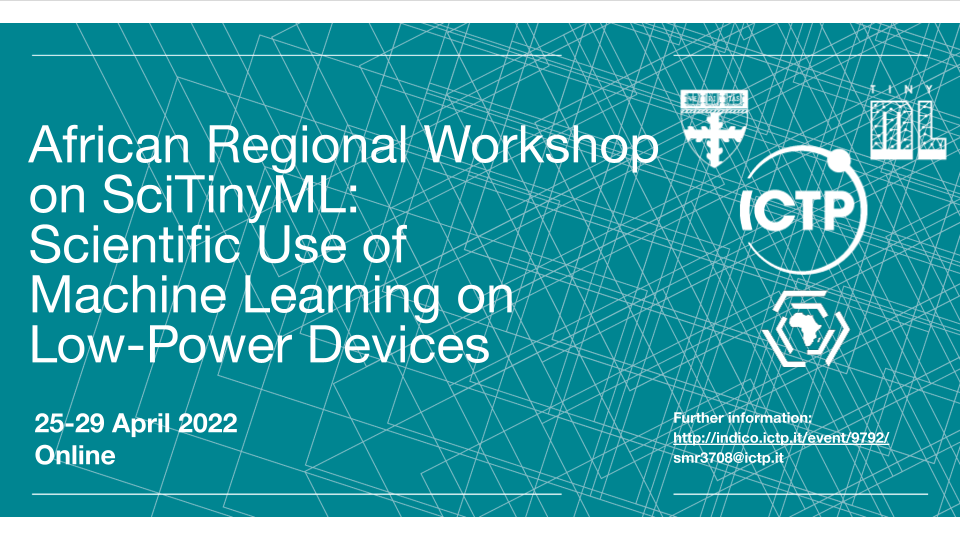 African Regional Workshop
on SciTinyML:
Scientific Use of
Machine Learning on
Low-Power Devices
25-29 April 2022
Online
TINY
ML
ICTP
Further information:
http://indico.ictp.it/event/9792/
smr3708@ictp.it